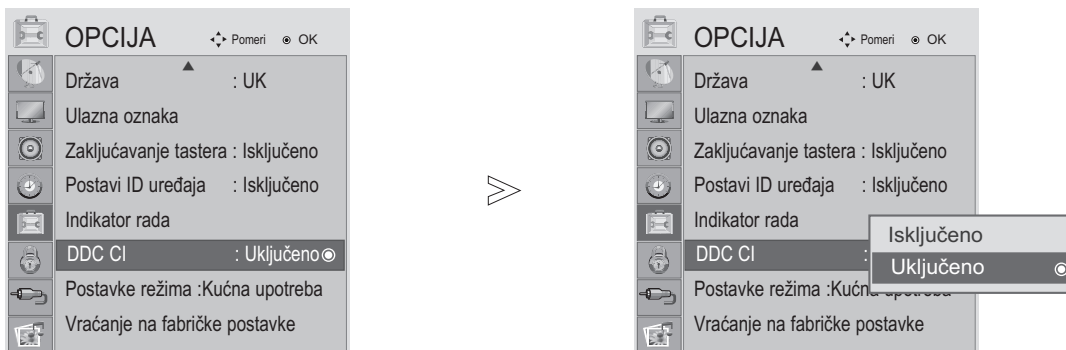 OPCIJA Pomeri OK
Država : UK
Ulazna oznaka
Zaključavanje tastera : Isključeno
Postavi ID uređaja : Isključeno
Indikator rada
DDC CI : Uključeno
Postavke režima :Kućna upotreba
Vraćanje na fabričke postavke
OPCIJA Pomeri OK
Država : UK
Ulazna oznaka
Zaključavanje tastera : Isključeno
Postavi ID uređaja : Isključeno
Indikator rada
DDC CI :
Isključeno
Uključeno
Postavke režima :Kućna upotreba
Vraćanje na fabričke postavke